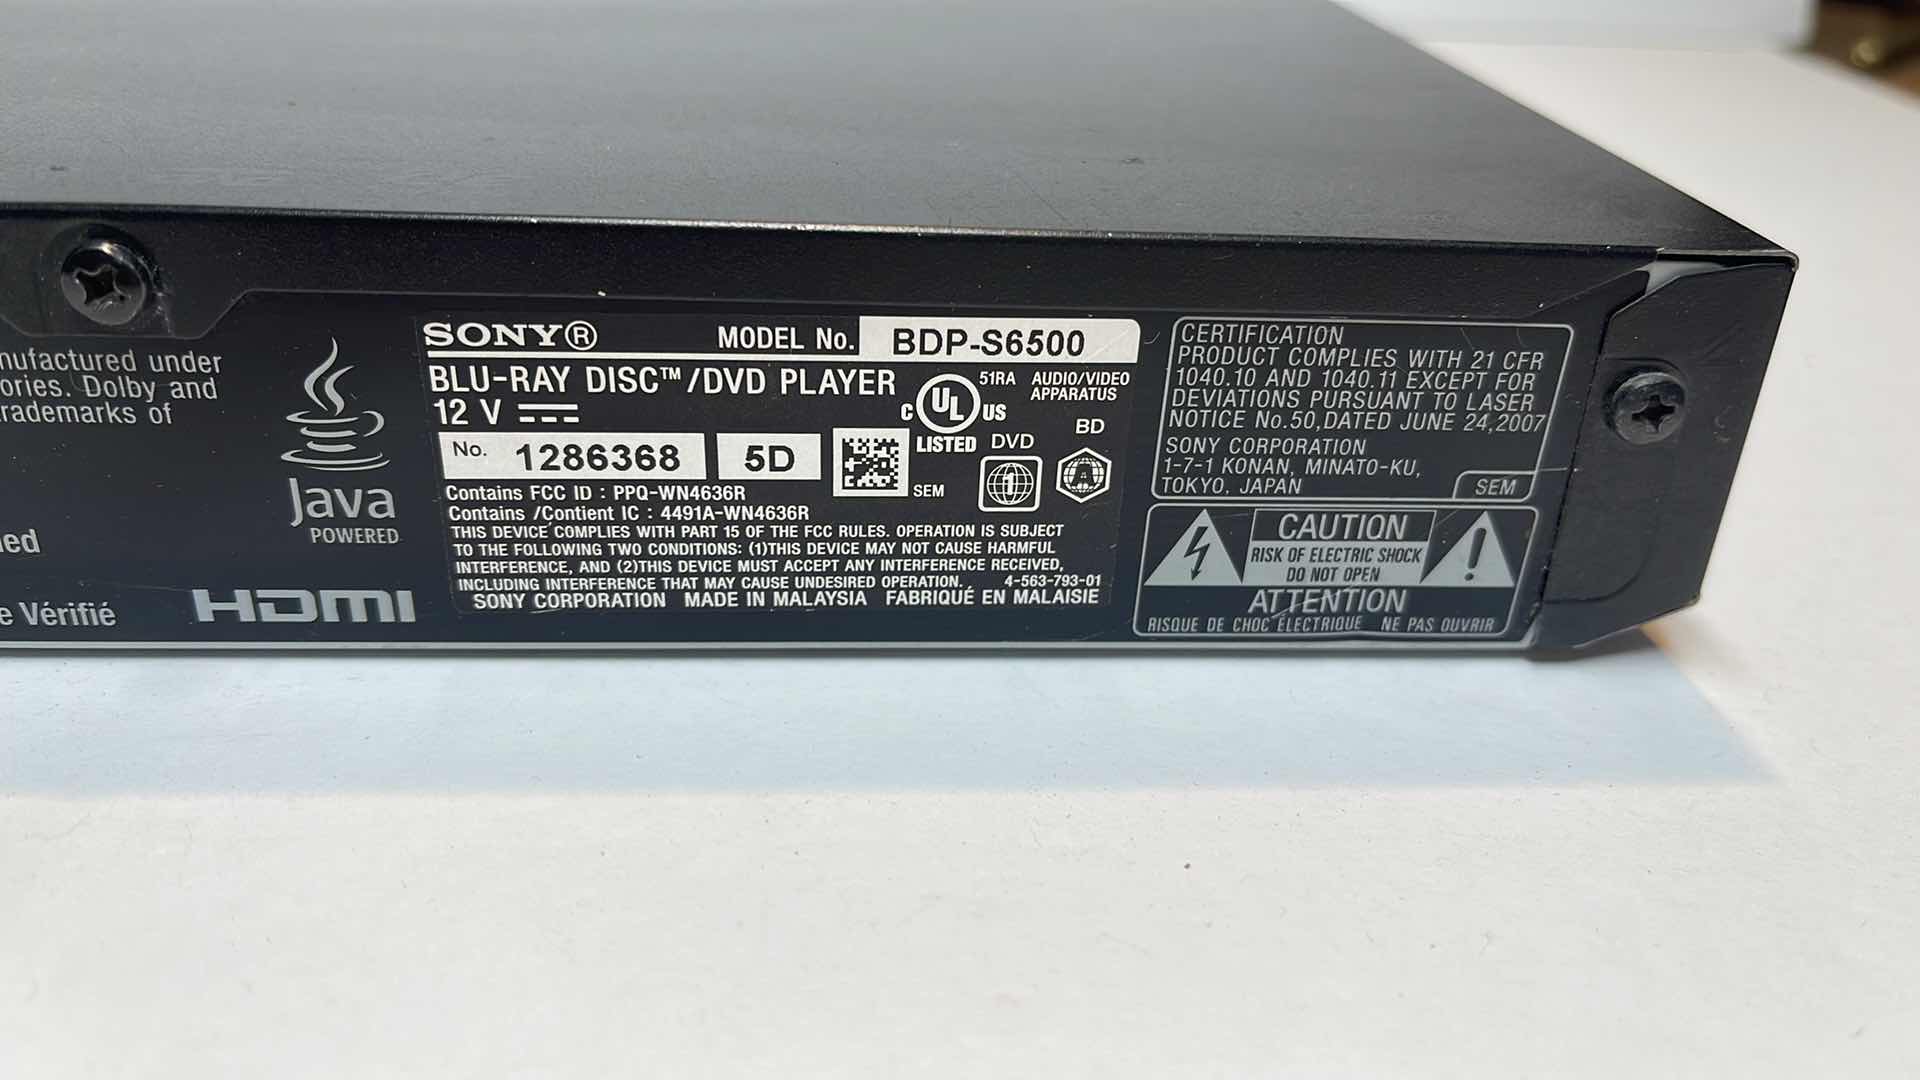 nufactured under
ories. Dolby and
rademarks of
ed
e Vérifié
Java
POWERED
HDMI
SONY®
MODEL No. BDP-S6500
BLU-RAY DISC™/DVD PLAYER
12 V
No. 1286368 5D
C UL US
LISTED
51RA AUDIO/VIDEO
APPARATUS
DVD
1
BD
A
SEM
Contains FCC ID : PPQ-WN4636R
Contains /Contient IC : 4491A-WN4636R
THIS DEVICE COMPLIES WITH PART 15 OF THE FCC RULES. OPERATION IS SUBJECT
TO THE FOLLOWING TWO CONDITIONS: (1)THIS DEVICE MAY NOT CAUSE HARMFUL
INTERFERENCE, AND (2)THIS DEVICE MUST ACCEPT ANY INTERFERENCE RECEIVED,
INCLUDING INTERFERENCE THAT MAY CAUSE UNDESIRED OPERATION. 4-563-793-01
SONY CORPORATION MADE IN MALAYSIA FABRIQUÉ EN MALAISIE
CERTIFICATION
PRODUCT COMPLIES WITH 21 CFR
1040.10 AND 1040.11 EXCEPT FOR
DEVIATIONS PURSUANT TO LASER
NOTICE No.50,DATED JUNE 24,2007
SONY CORPORATION
1-7-1 KONAN, MINATO-KU,
TOKYO, JAPAN
SEM
CAUTION
RISK OF ELECTRIC SHOCK
DO NOT OPEN
ATTENTION
RISQUE DE CHOC ÉLECTRIQUE NE PAS OUVRIR